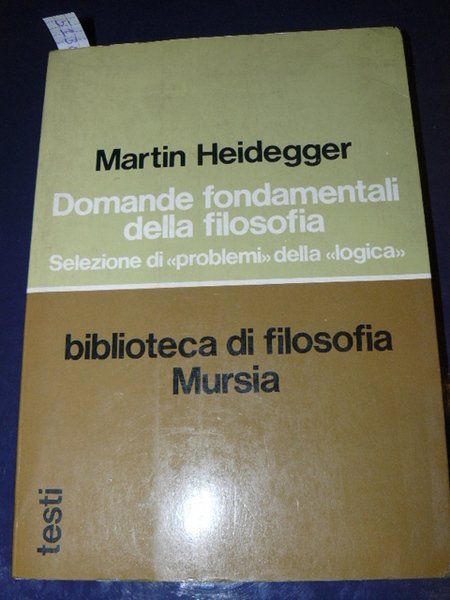 Martin Heidegger
Domande fondamentali
della filosofia
Selezione di «problemi» della «logica»
biblioteca di filosofia
Mursia
testi